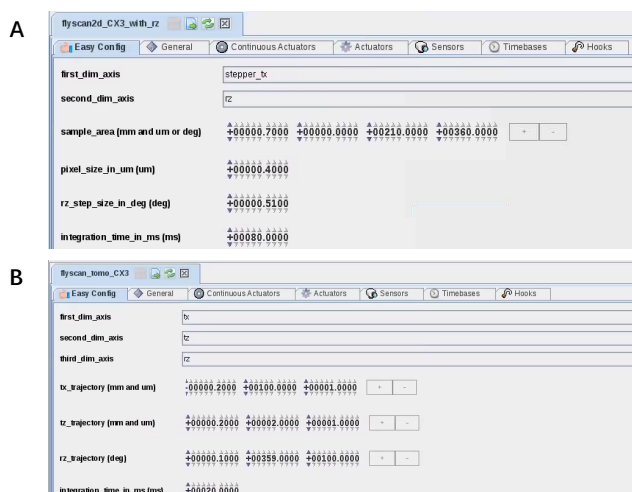 A
flyscan2d_CX3_with_rz
Easy Config General Continuous Actuators Actuators Sensors Timebases Hooks
first_dim_axis stepper_tx
second_dim_axis rz
sample_area (mm and um or deg) +00000.7000 +00000.0000 +00210.0000 +00360.0000 + -
pixel_size_in_um (um) +00000.4000
rz_step_size_in_deg (deg) +00000.5100
integration_time_in_ms (ms) +00080.0000
B
flyscan_tomo_CX3
Easy Config General Continuous Actuators Actuators Sensors Timebases Hooks
first_dim_axis tx
second_dim_axis tz
third_dim_axis rz
tx_trajectory (mm and um) -00000.2000 +00100.0000 +00001.0000 + -
tz_trajectory (mm and um) +00000.2000 +00002.0000 +00001.0000 + -
rz_trajectory (deg) +00000.1000 +00359.0000 +00100.0000 + -
integration_time_in_ms (ms) +00020.0000